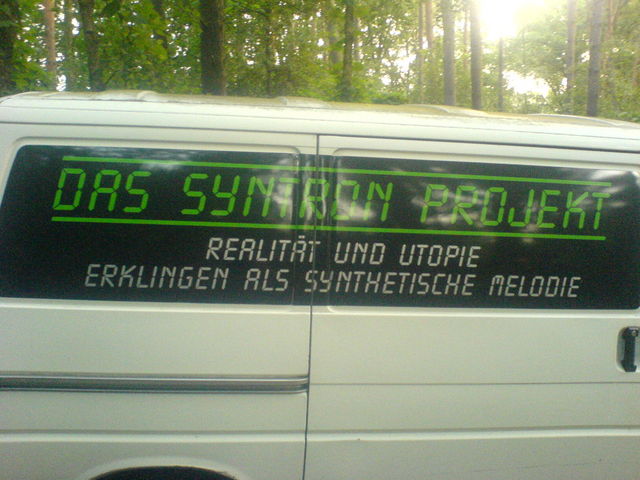 DAS SYNTRON PROJEKT
REALITÄT UND UTOPIE
ERKLINGEN ALS SYNTHETISCHE MELODIE